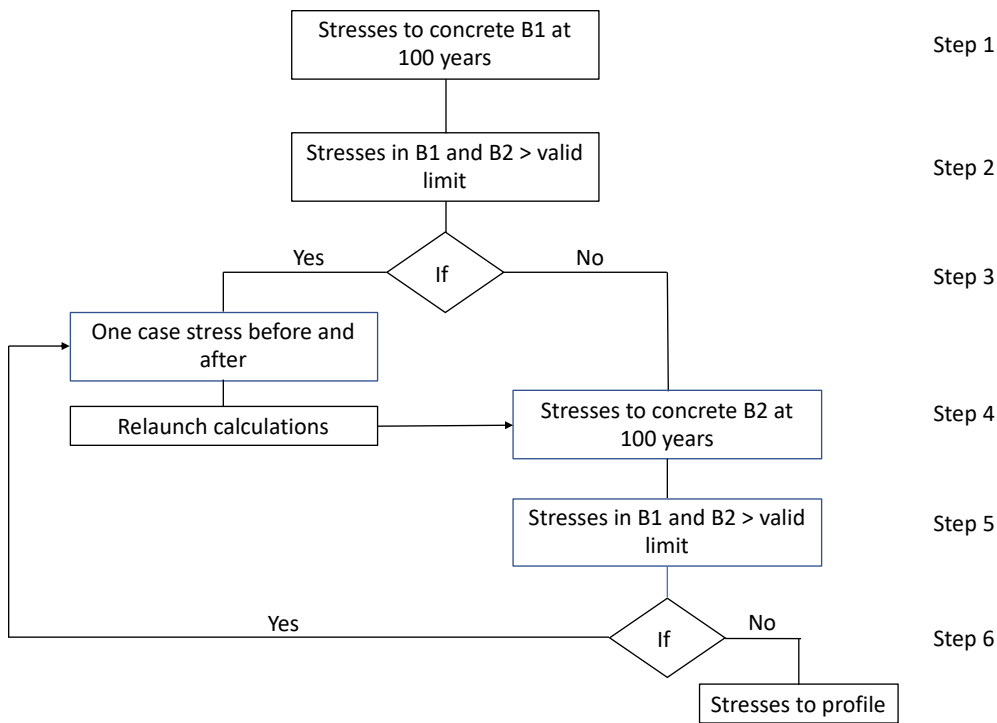 Stresses to concrete B1 at
100 years
Step 1
Stresses in B1 and B2 > valid
limit
Step 2
Yes
If
No
Step 3
One case stress before and
after
Relaunch calculations
Stresses to concrete B2 at
100 years
Step 4
Stresses in B1 and B2 > valid
limit
Step 5
Yes
If
No
Step 6
Stresses to profile